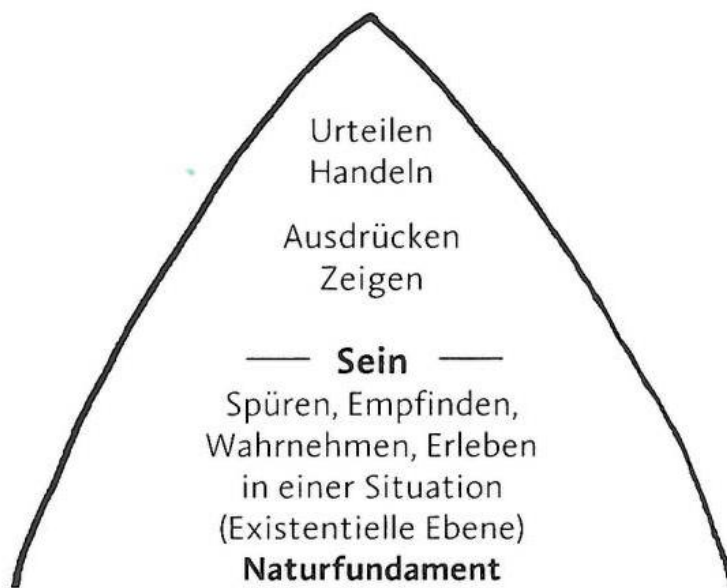 Urteilen
Handeln
Ausdrücken
Zeigen
— Sein —
Spüren, Empfinden,
Wahrnehmen, Erleben
in einer Situation
(Existentielle Ebene)
Naturfundament